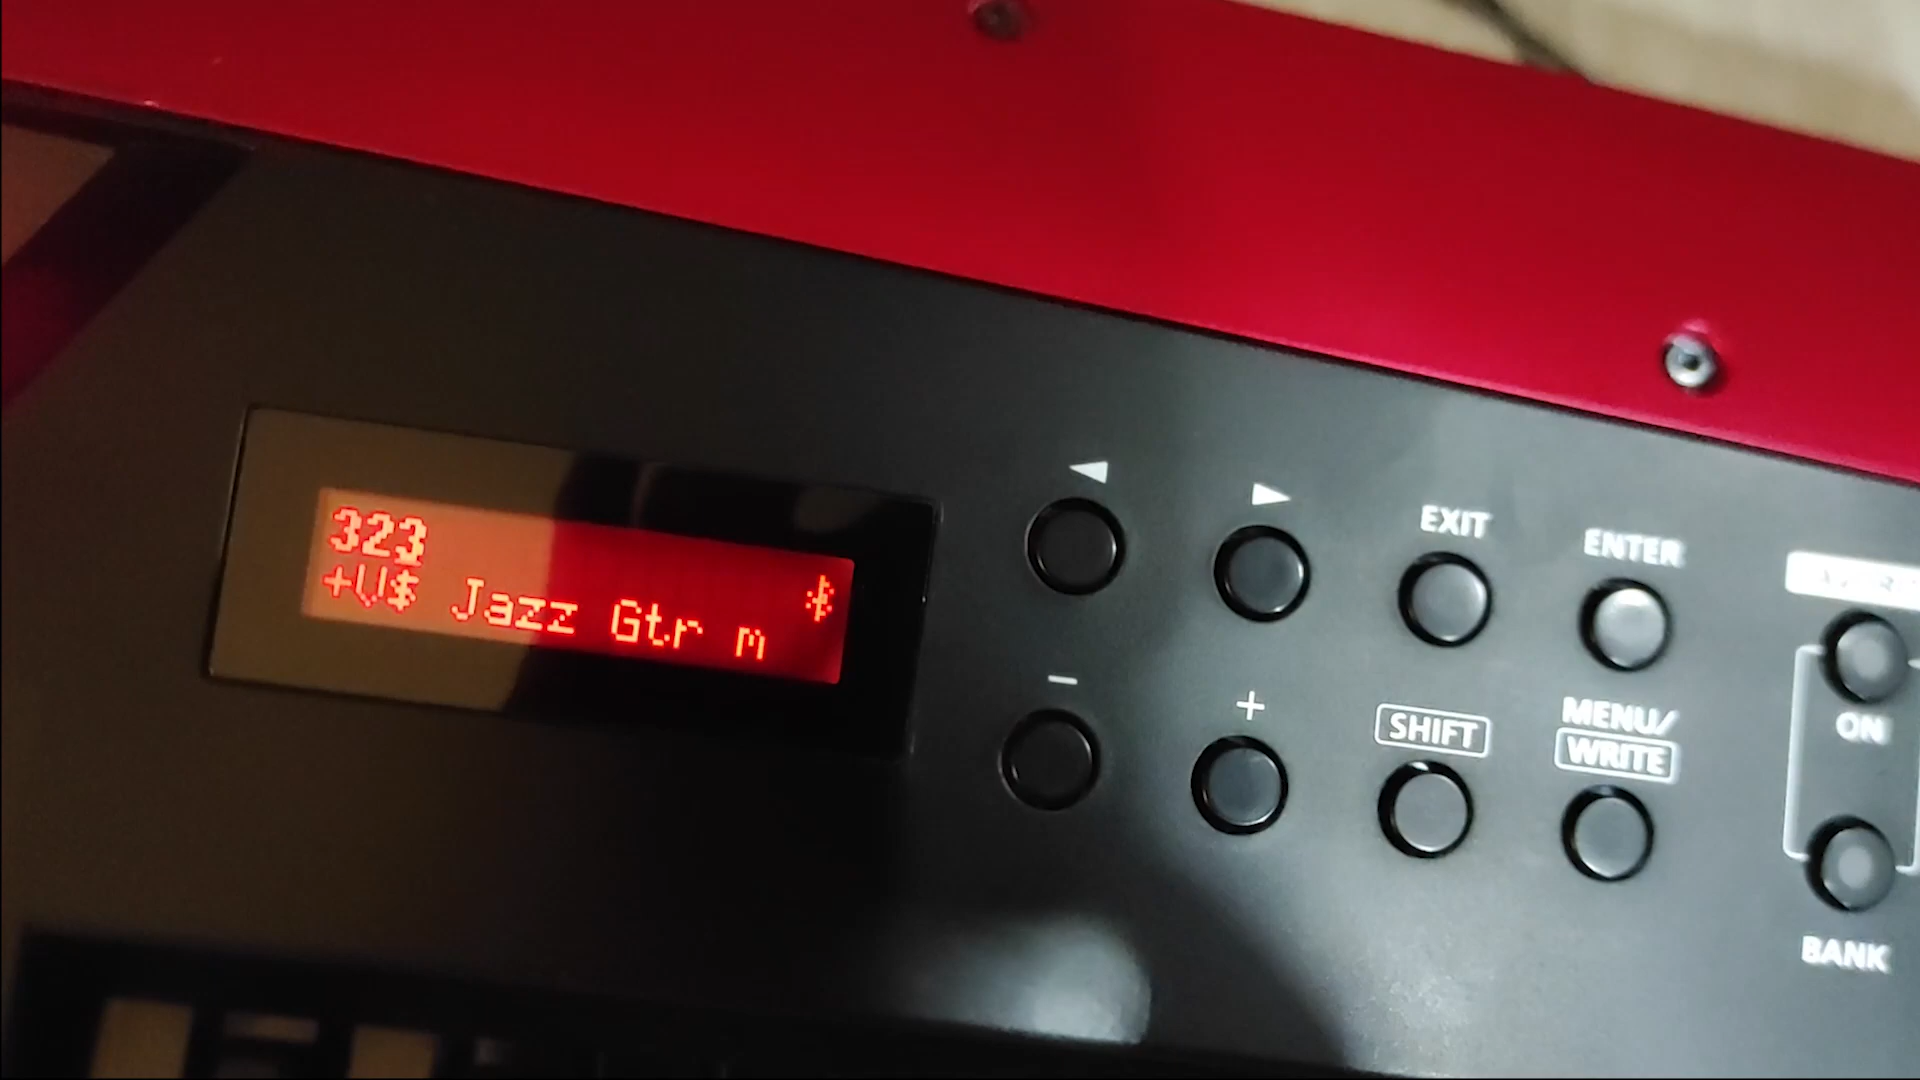 323
+U$ Jazz Gtr m
EXIT
ENTER
SHIFT
MENU/
WRITE
ON
BANK